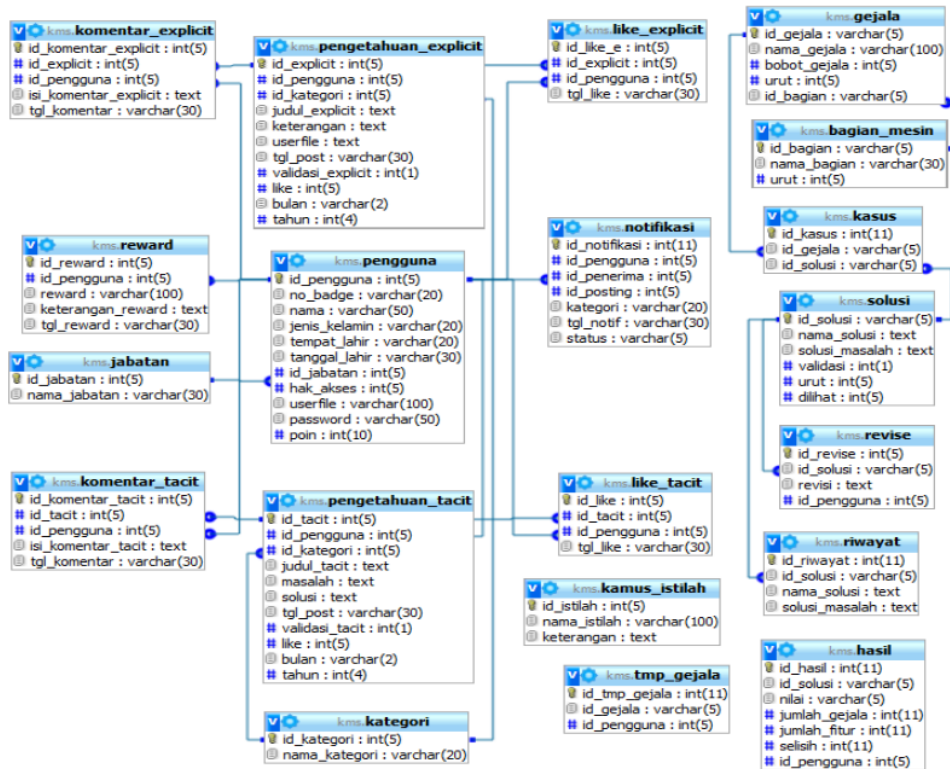 kms.komentar_explicit
id_komentar_explicit : int(5)
id_explicit : int(5)
id_pengguna : int(5)
isi_komentar_explicit : text
tgl_komentar : varchar(30)
kms.pengetahuan_explicit
id_explicit : int(5)
id_pengguna : int(5)
id_kategori : int(5)
judul_explicit : text
keterangan : text
userfile : text
tgl_post : varchar(30)
validasi_explicit : int(1)
like : int(5)
bulan : varchar(2)
tahun : int(4)
kms.like_explicit
id_like_e : int(5)
id_explicit : int(5)
id_pengguna : int(5)
tgl_like : varchar(30)
kms.gejala
id_gejala : varchar(5)
nama_gejala : varchar(100)
bobot_gejala : int(5)
urut : int(5)
id_bagian : varchar(5)
kms.bagian_mesin
id_bagian : varchar(5)
nama_bagian : varchar(30)
urut : int(5)
kms.reward
id_reward : int(5)
id_pengguna : int(5)
reward : varchar(100)
keterangan_reward : text
tgl_reward : varchar(30)
kms.pengguna
id_pengguna : int(5)
no_badge : varchar(20)
nama : varchar(50)
jenis_kelamin : varchar(20)
tempat_lahir : varchar(20)
tanggal_lahir : varchar(30)
id_jabatan : int(5)
hak_akses : int(5)
userfile : varchar(100)
password : varchar(50)
poin : int(10)
kms.notifikasi
id_notifikasi : int(11)
id_pengguna : int(5)
id_penerima : int(5)
id_posting : int(5)
kategori : varchar(20)
tgl_notif : varchar(30)
status : varchar(5)
kms.kasus
id_kasus : int(11)
id_gejala : varchar(5)
id_solusi : varchar(5)
kms.solusi
id_solusi : varchar(5)
nama_solusi : text
solusi_masalah : text
validasi : int(1)
urut : int(5)
dilihat : int(5)
kms.jabatan
id_jabatan : int(5)
nama_jabatan : varchar(30)
kms.revise
id_revise : int(5)
id_solusi : varchar(5)
revisi : text
id_pengguna : int(5)
kms.komentar_tacit
id_komentar_tacit : int(5)
id_tacit : int(5)
id_pengguna : int(5)
isi_komentar_tacit : text
tgl_komentar : varchar(30)
kms.pengetahuan_tacit
id_tacit : int(5)
id_pengguna : int(5)
id_kategori : int(5)
judul_tacit : text
masalah : text
solusi : text
tgl_post : varchar(30)
validasi_tacit : int(1)
like : int(5)
bulan : varchar(2)
tahun : int(4)
kms.like_tacit
id_like : int(5)
id_tacit : int(5)
id_pengguna : int(5)
tgl_like : varchar(30)
kms.riwayat
id_riwayat : int(11)
id_solusi : varchar(5)
nama_solusi : text
solusi_masalah : text
kms.kamus_istilah
id_istilah : int(5)
nama_istilah : varchar(100)
keterangan : text
kms.tmp_gejala
id_tmp_gejala : int(11)
id_gejala : varchar(5)
id_pengguna : int(5)
kms.hasil
id_hasil : int(11)
id_solusi : varchar(5)
nilai : varchar(5)
jumlah_gejala : int(11)
jumlah_fitur : int(11)
selisih : int(11)
id_pengguna : int(5)
kms.kategori
id_kategori : int(5)
nama_kategori : varchar(20)